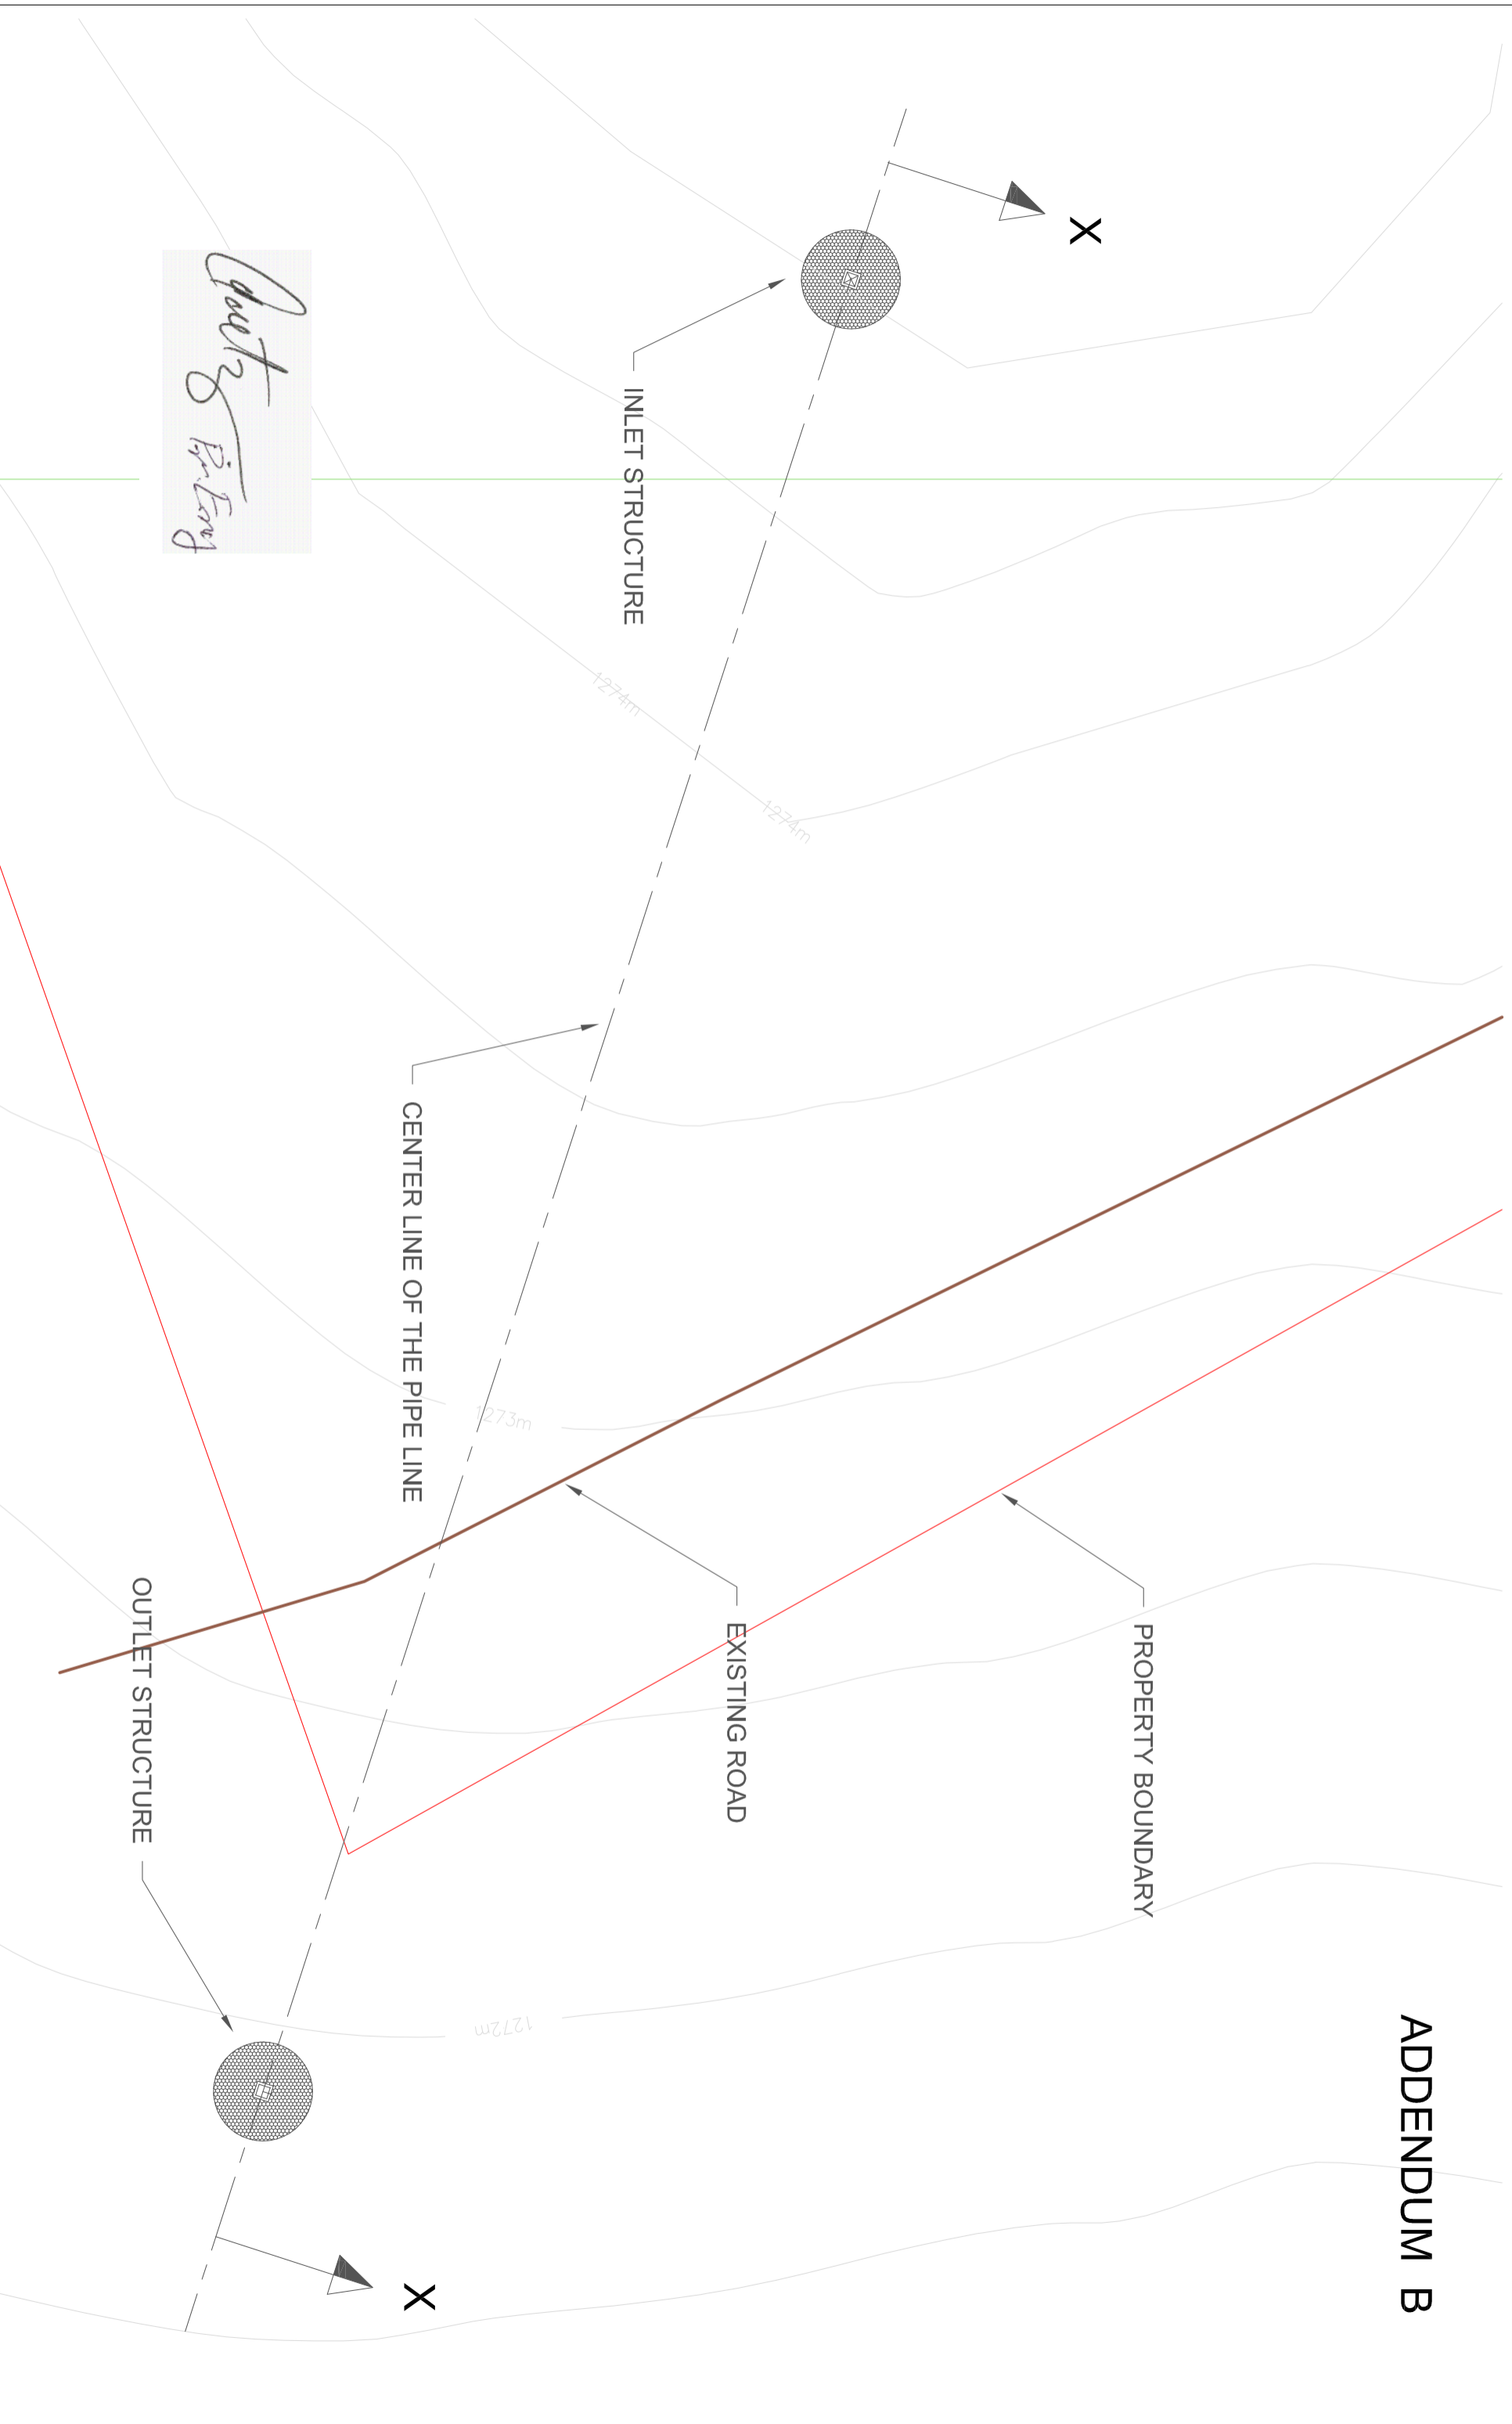 ADDENDUM B
X
X
PROPERTY BOUNDARY
EXISTING ROAD
INLET STRUCTURE
1274m
1274m
1273m
1272m
CENTER LINE OF THE PIPE LINE
OUTLET STRUCTURE